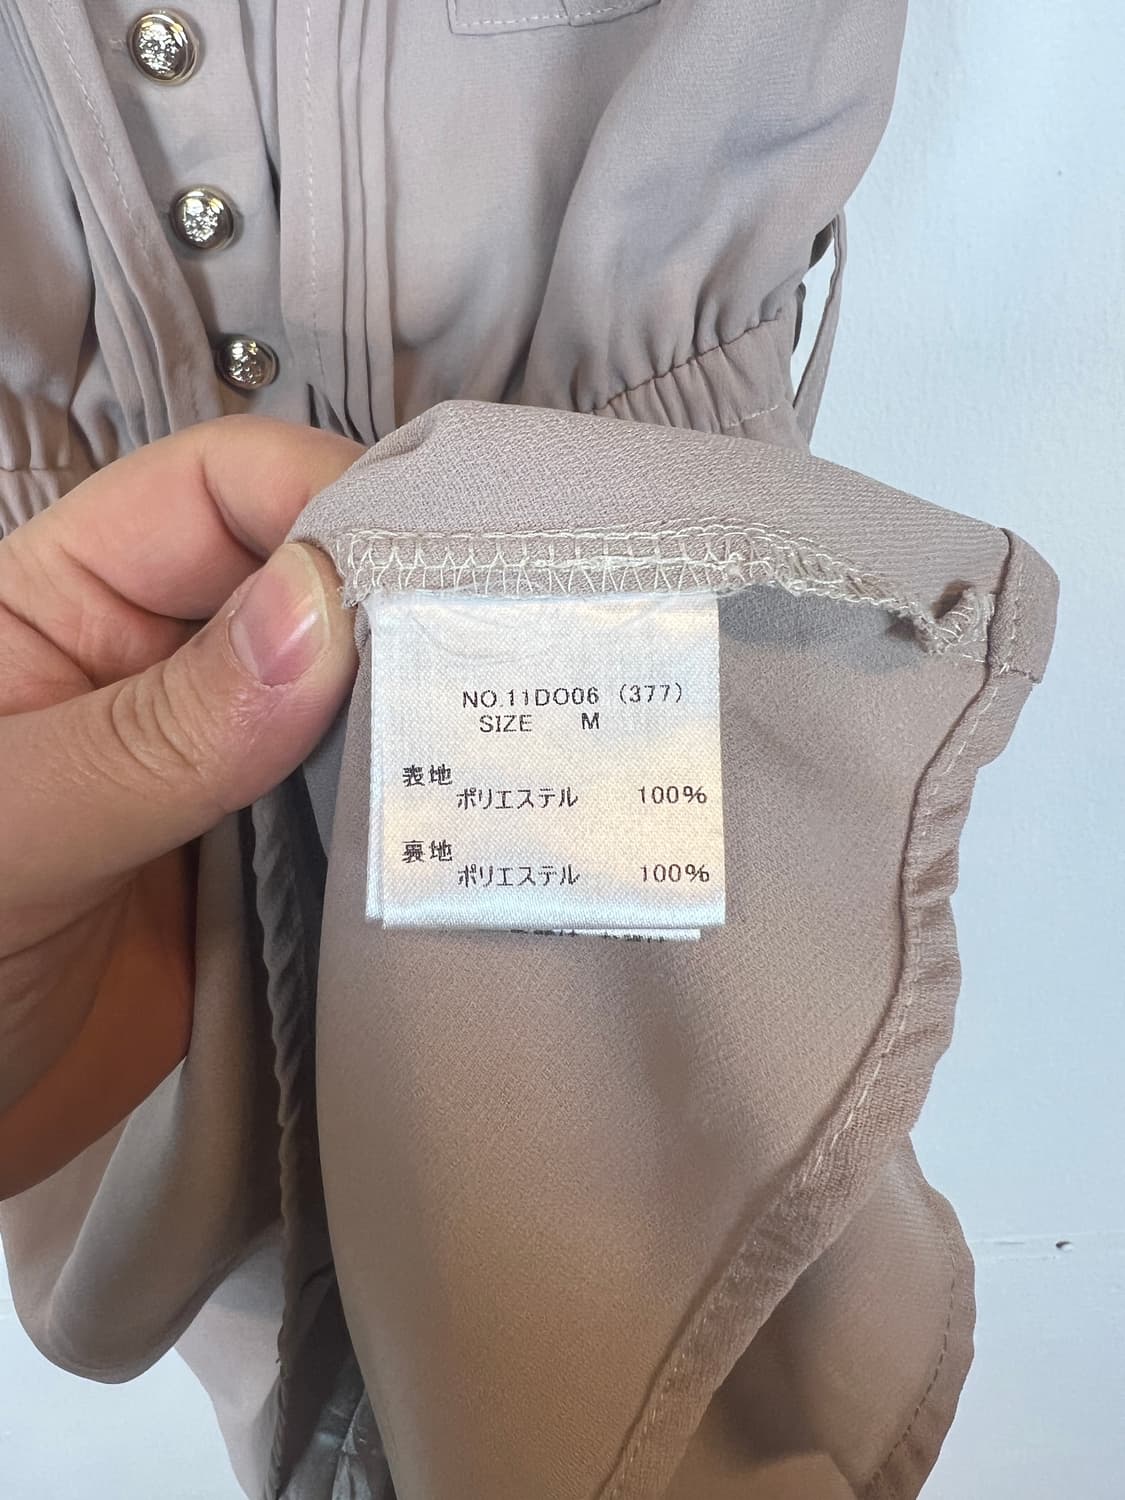 NO.11DO06 (377)
SIZE M
表地
ポリエステル 100%
裏地
ポリエステル 100%